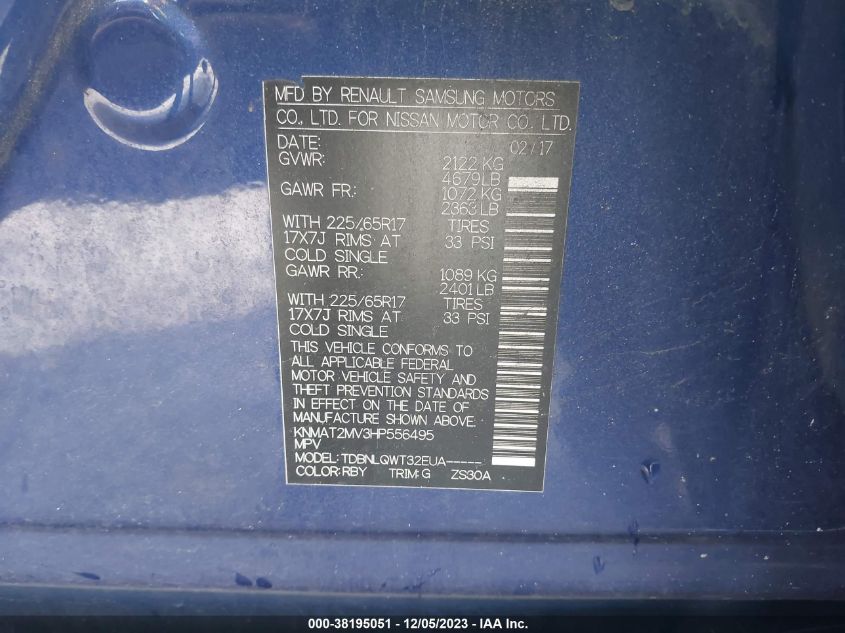 MFD BY RENAULT SAMSUNG MOTORS
CO., LTD. FOR NISSAN MOTOR CO., LTD.
DATE: 02/17
GVWR: 2122 KG
4679 LB
GAWR FR.: 1072 KG
2363 LB
WITH 225/65R17 TIRES
17X7J RIMS AT 33 PSI
COLD SINGLE
GAWR RR.: 1089 KG
2401 LB
WITH 225/65R17 TIRES
17X7J RIMS AT 33 PSI
COLD SINGLE
THIS VEHICLE CONFORMS TO
ALL APPLICABLE FEDERAL
MOTOR VEHICLE SAFETY AND
THEFT PREVENTION STANDARDS
IN EFFECT ON THE DATE OF
MANUFACTURE SHOWN ABOVE.
KNMAT2MV3HP556495
MPV
MODEL:TDBNLQWT32EUA-----
COLOR:RBY TRIM:G ZS30A
000-38195051 - 12/05/2023 - IAA Inc.